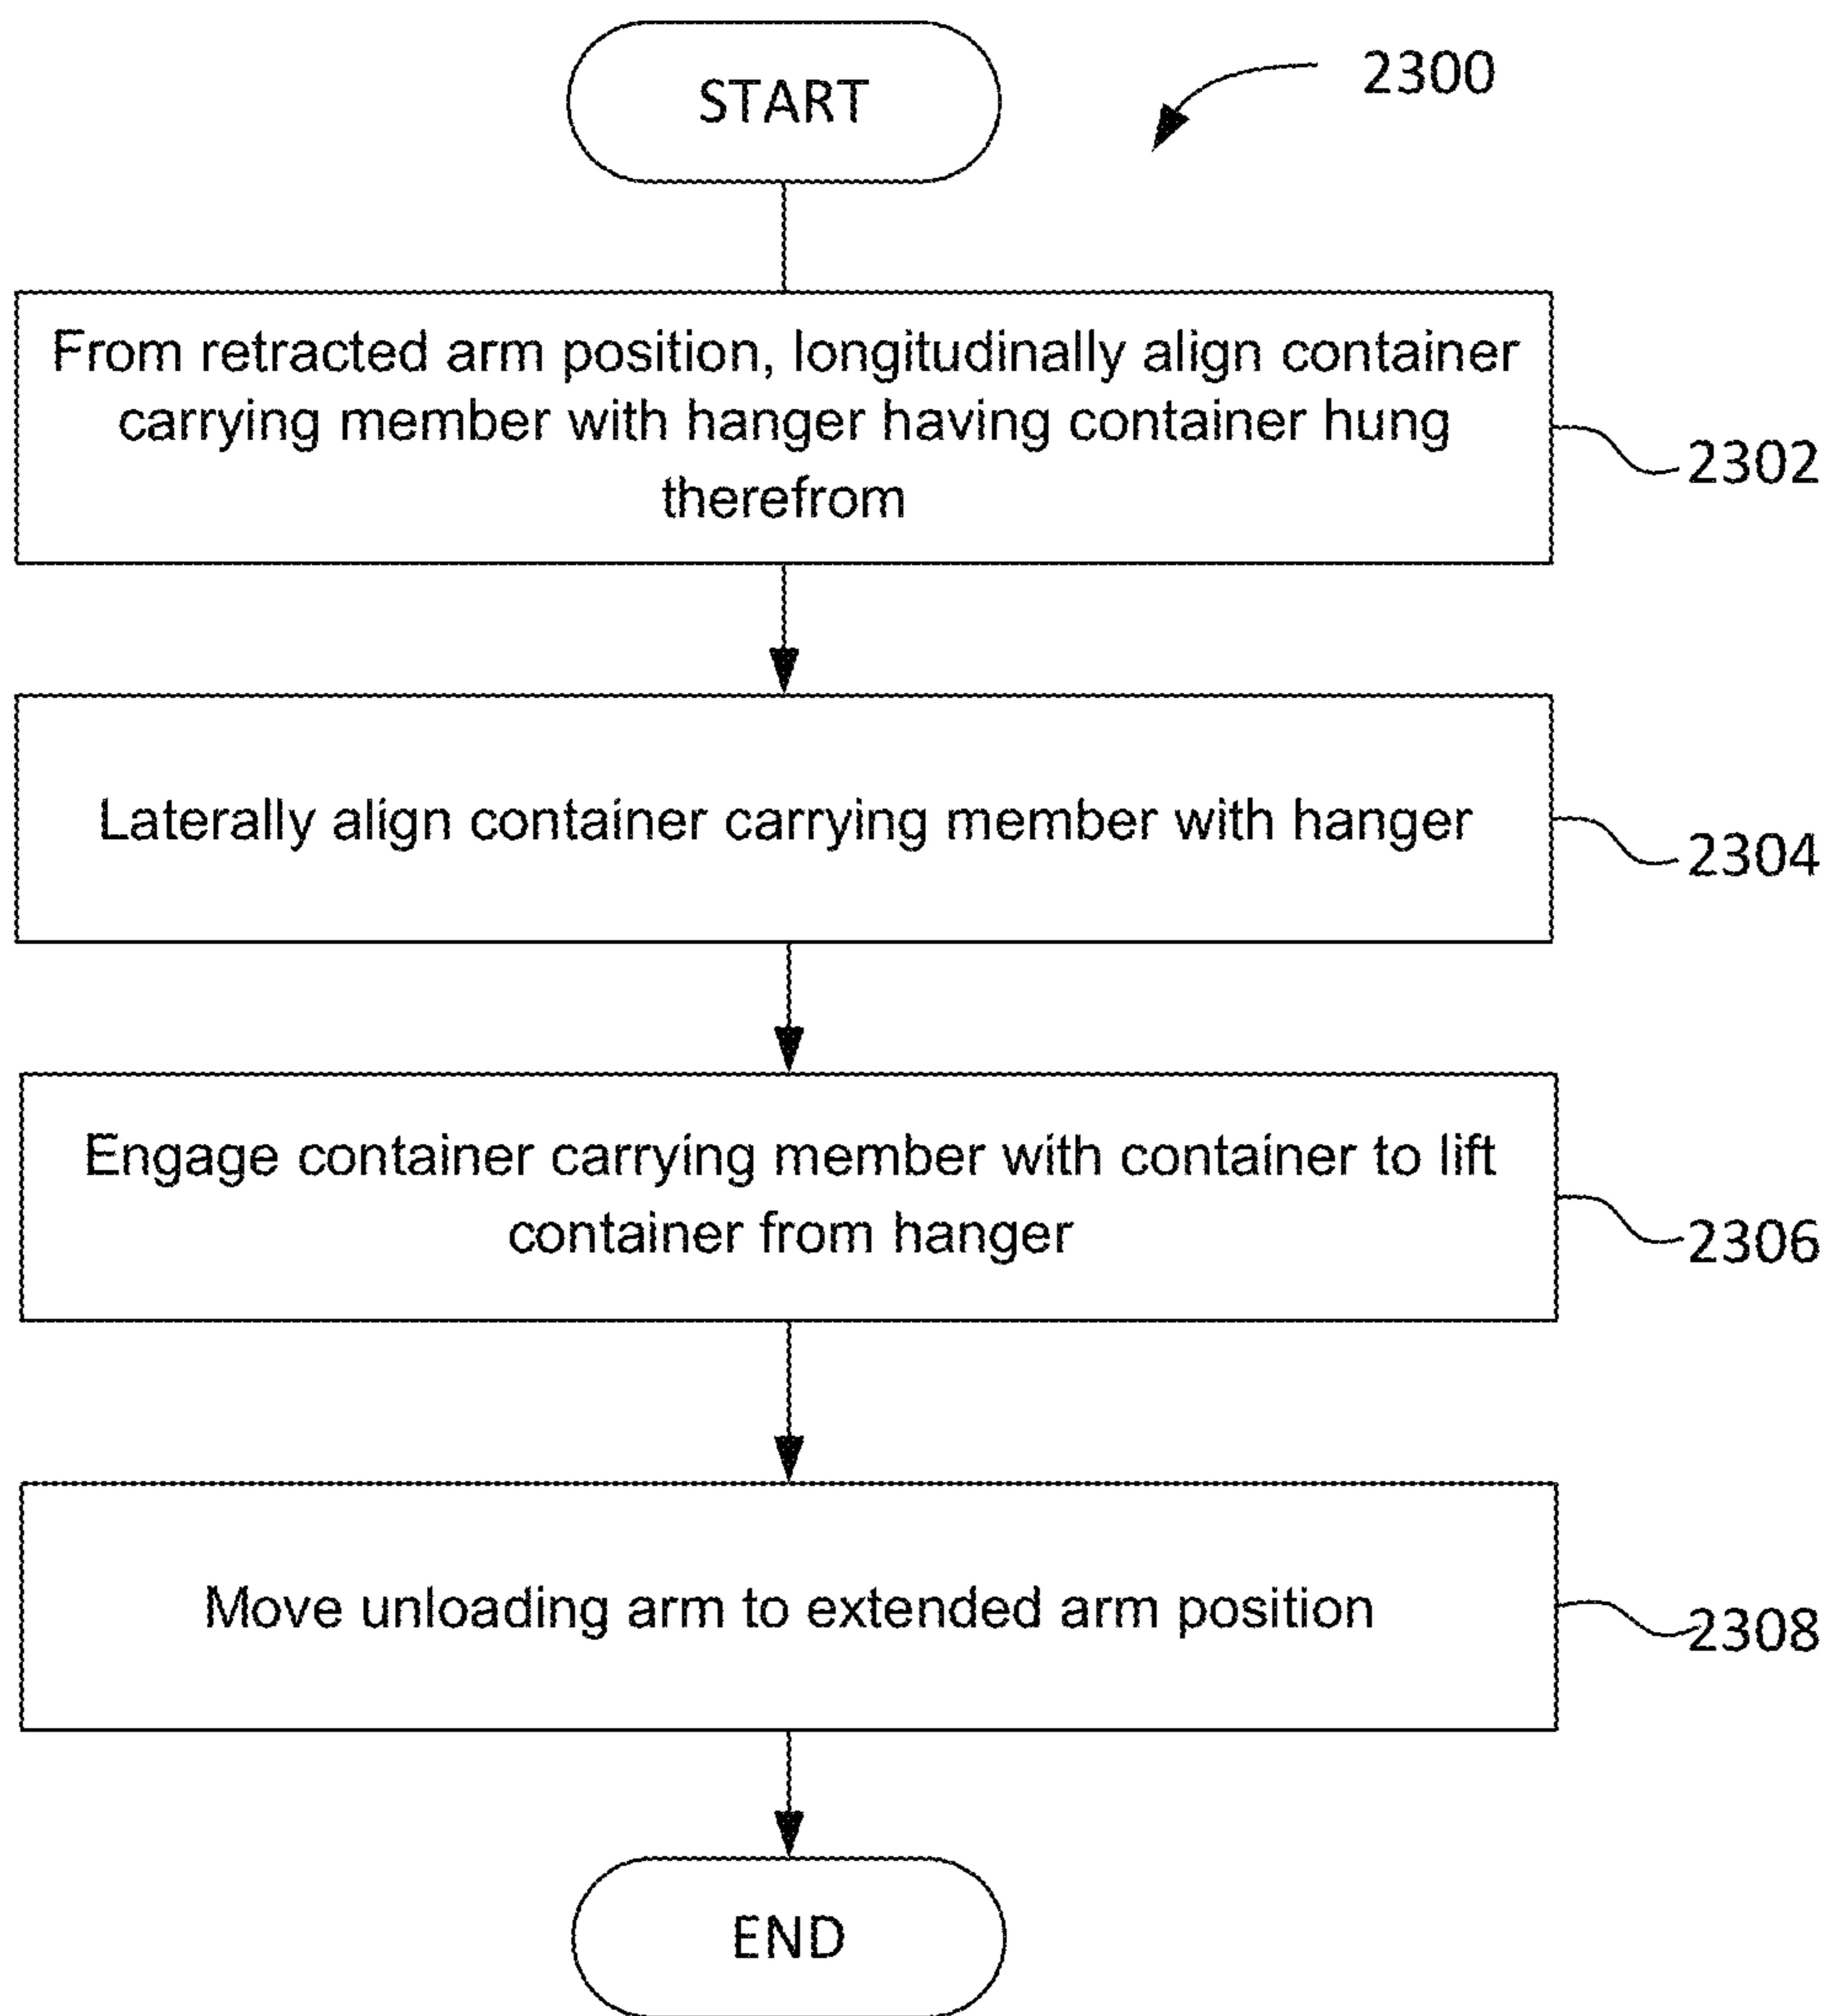 START
2300
From retracted arm position, longitudinally align container
carrying member with hanger having container hung
therefrom
2302
Laterally align container carrying member with hanger
2304
Engage container carrying member with container to lift
container from hanger
2306
Move unloading arm to extended arm position
2308
END